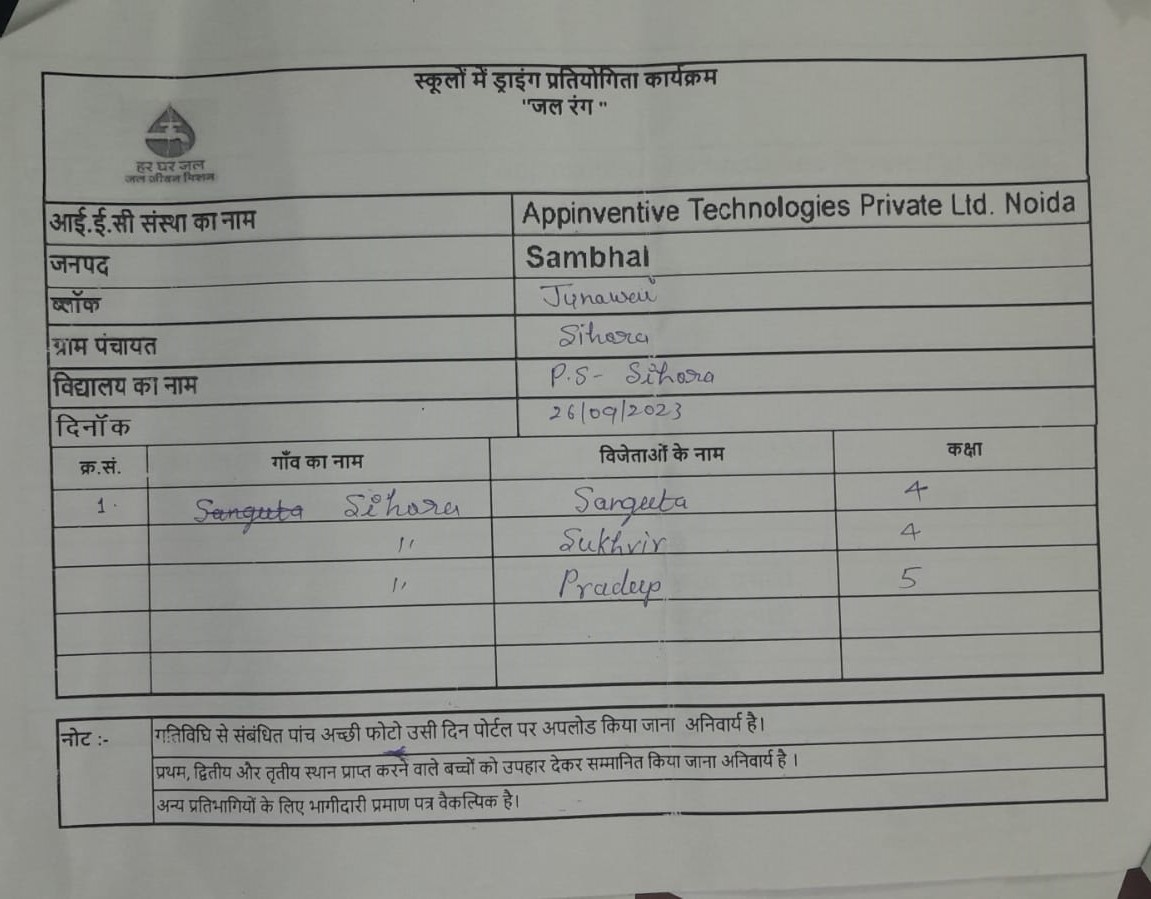 स्कूलों में ड्राइंग प्रतियोगिता कार्यक्रम
"जल रंग "
हर घर जल
जल जीवन मिशन
आई.ई.सी संस्था का नाम Appinventive Technologies Private Ltd. Noida
जनपद Sambhal
ब्लॉक Junawei
ग्राम पंचायत Sihora
विद्यालय का नाम P.S- Sihora
दिनॉक 26/09/2023
क्र.सं. गाँव का नाम विजेताओं के नाम कक्षा
1. Sangeeta Sihora Sangeeta 4
" Sukhvir 4
" Pradeep 5
नोट :- गतिविधि से संबंधित पांच अच्छी फोटो उसी दिन पोर्टल पर अपलोड किया जाना अनिवार्य है।
प्रथम, द्वितीय और तृतीय स्थान प्राप्त करने वाले बच्चों को उपहार देकर सम्मानित किया जाना अनिवार्य है ।
अन्य प्रतिभागियों के लिए भागीदारी प्रमाण पत्र वैकल्पिक है।